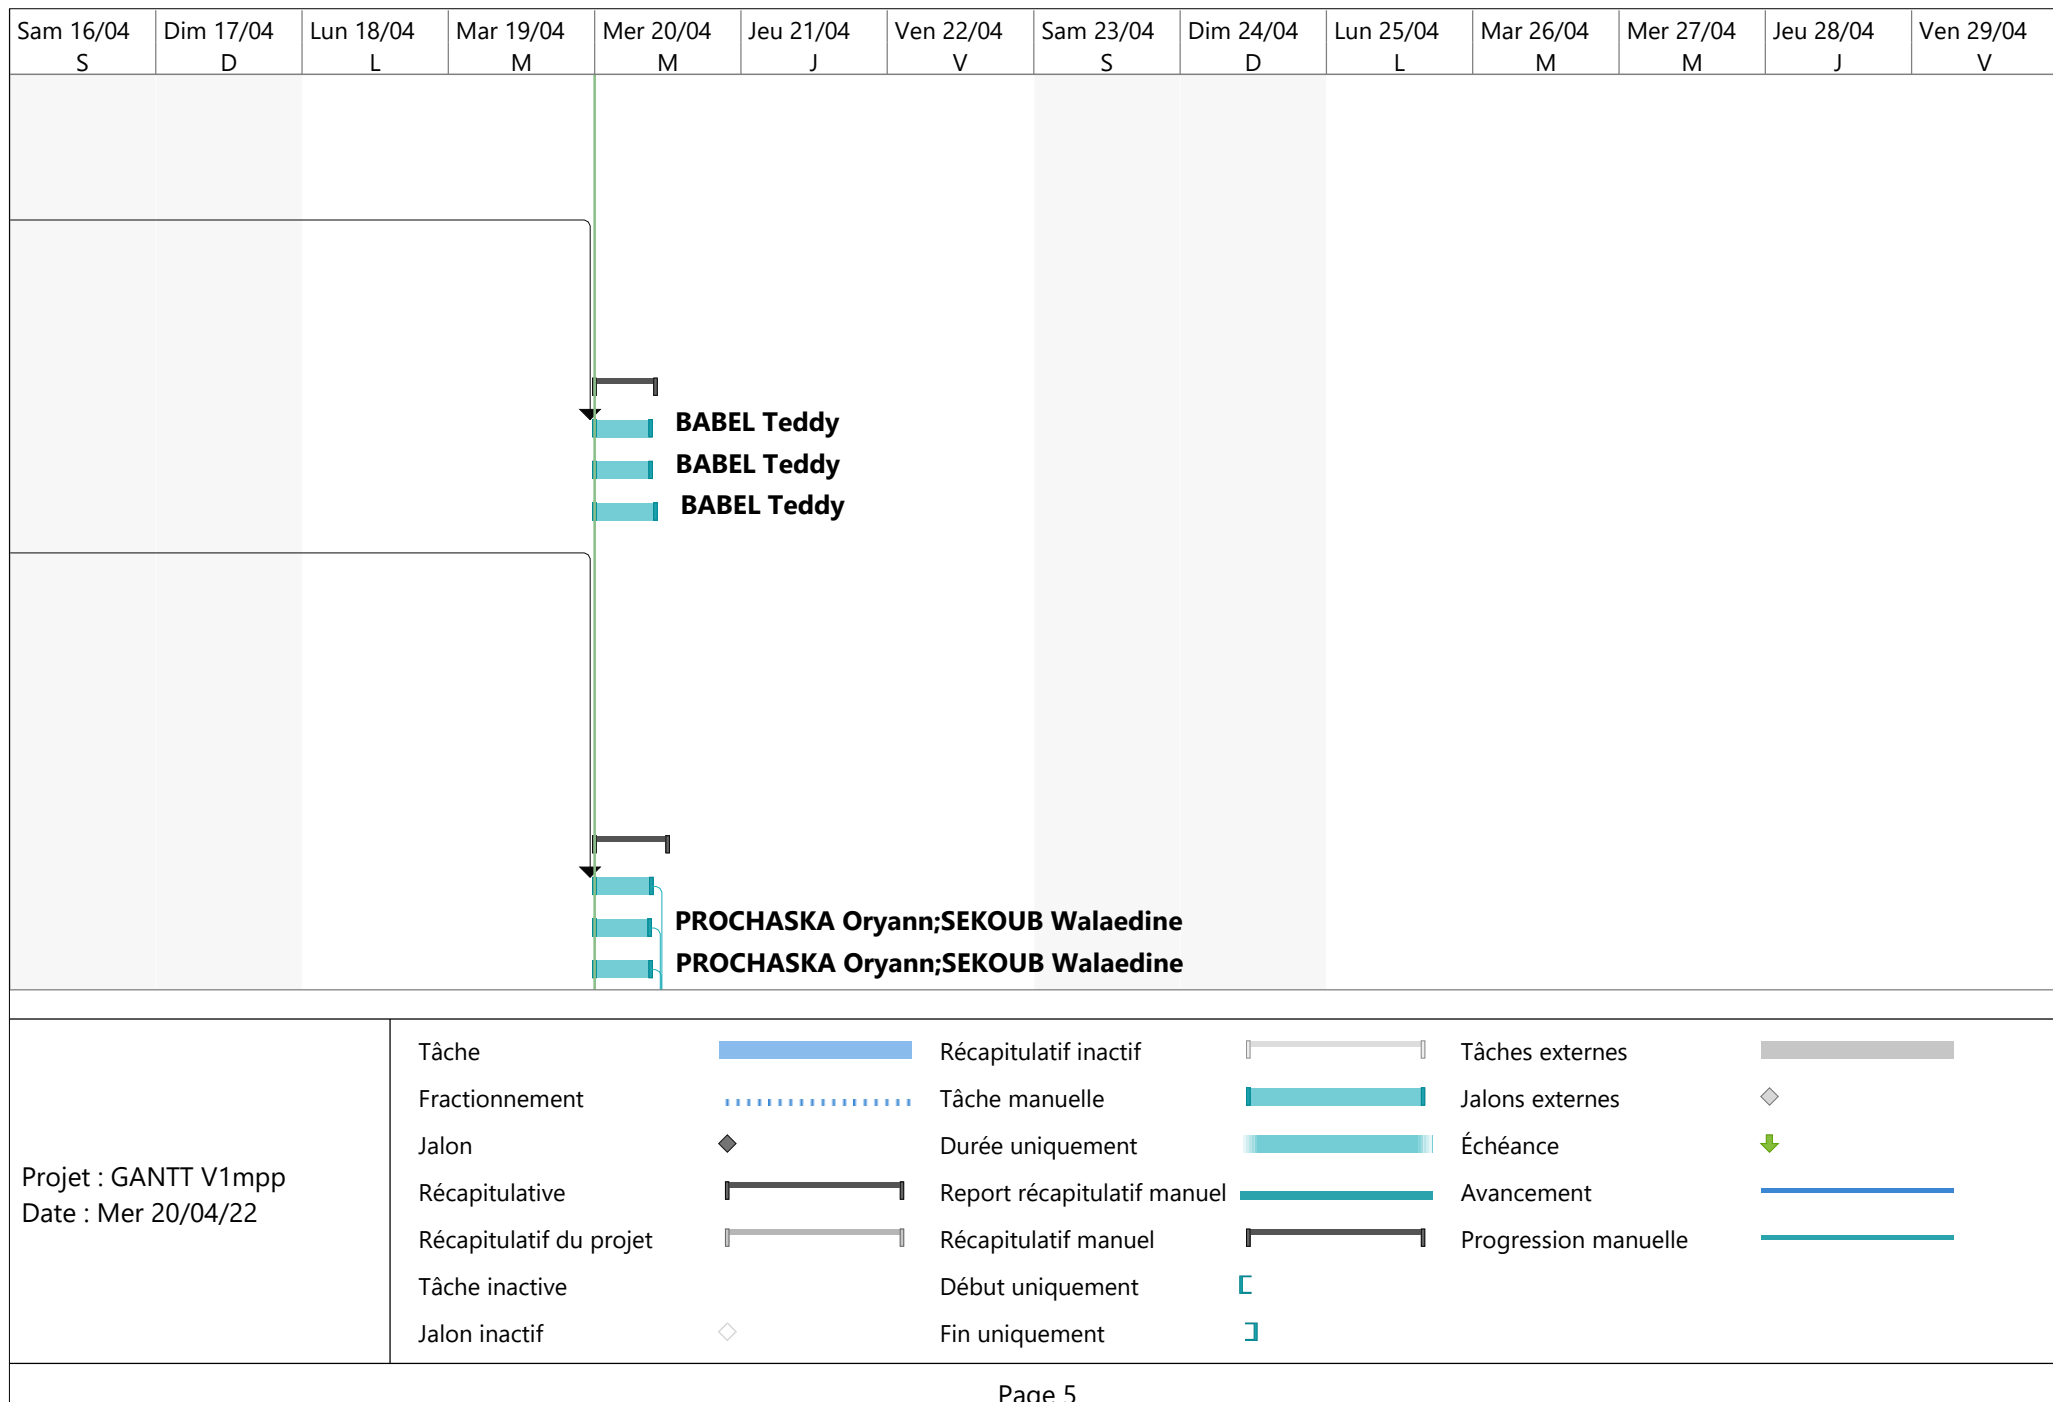 Sam 16/04 Dim 17/04 Lun 18/04 Mar 19/04 Mer 20/04 Jeu 21/04 Ven 22/04 Sam 23/04 Dim 24/04 Lun 25/04 Mar 26/04 Mer 27/04 Jeu 28/04 Ven 29/04
S D L M M J V S D L M M J V
BABEL Teddy
BABEL Teddy
BABEL Teddy
PROCHASKA Oryann;SEKOUB Walaedine
PROCHASKA Oryann;SEKOUB Walaedine
Projet : GANTT V1mpp
Date : Mer 20/04/22
Tâche
Fractionnement
Jalon
Récapitulative
Récapitulatif du projet
Tâche inactive
Jalon inactif
Récapitulatif inactif
Tâche manuelle
Durée uniquement
Report récapitulatif manuel
Récapitulatif manuel
Début uniquement
Fin uniquement
Tâches externes
Jalons externes
Échéance
Avancement
Progression manuelle
Page 5